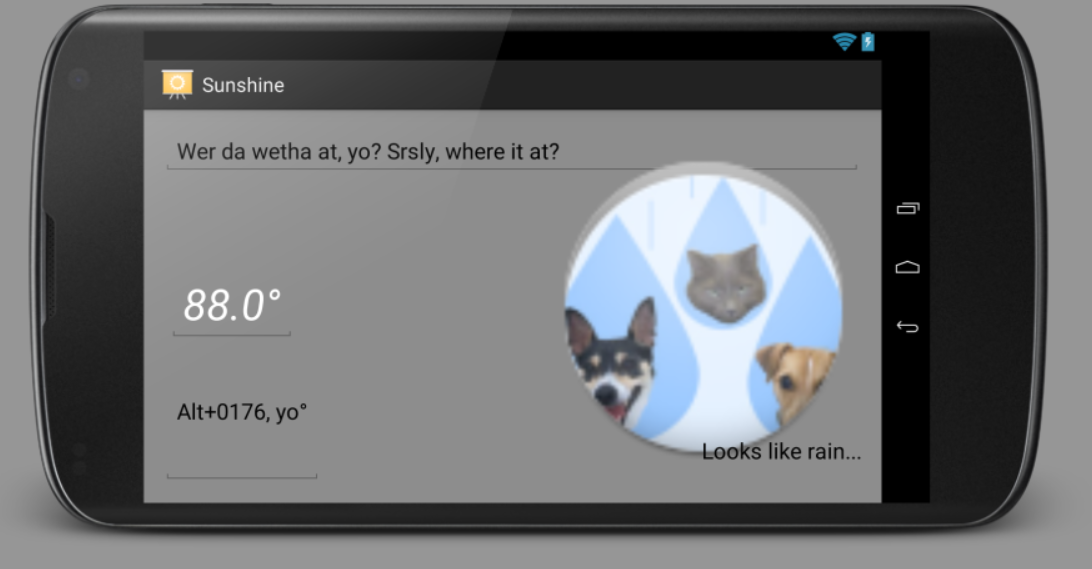 Sunshine
Wer da wetha at, yo? Srsly, where it at?
88.0°
Alt+0176, yo°
Looks like rain...